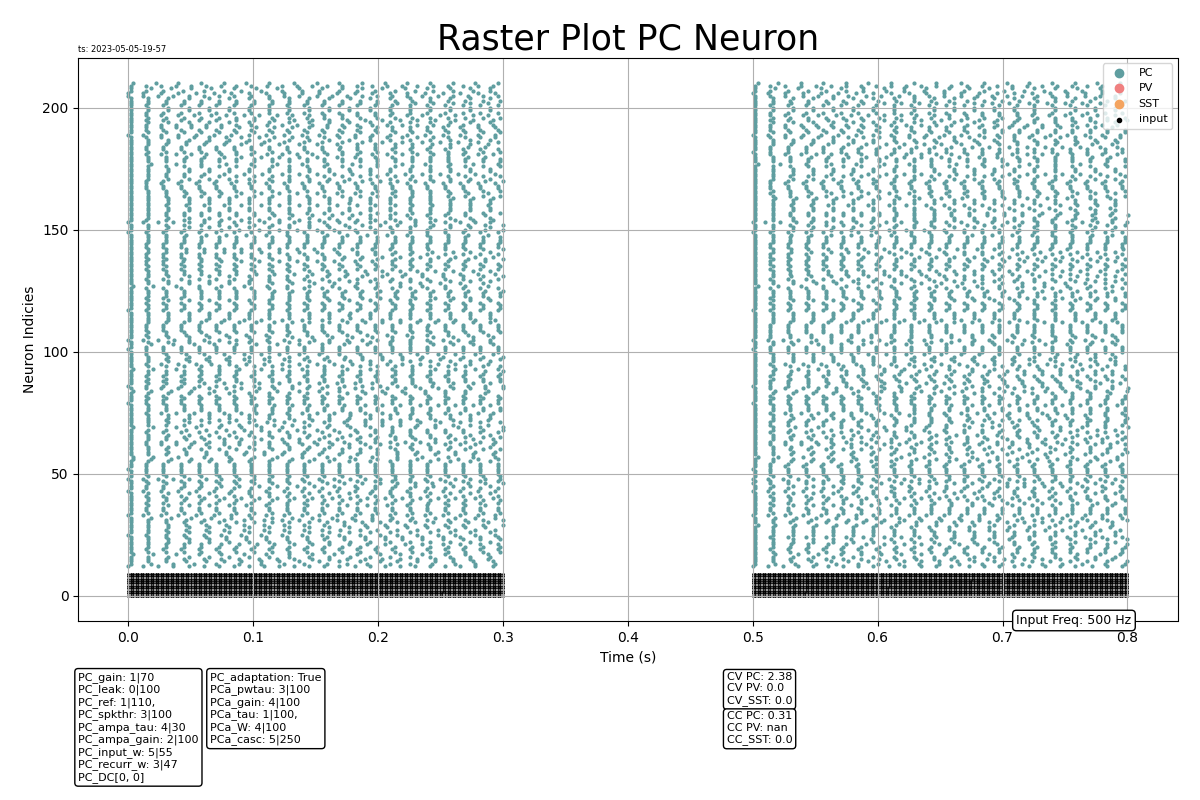 Raster Plot PC Neuron
ts: 2023-05-05-19-57
PC
PV
SST
input
200
150
100
50
0
Neuron Indicies
0.0 0.1 0.2 0.3 0.4 0.5 0.6 0.7 0.8
Input Freq: 500 Hz
Time (s)
PC_gain: 1|70
PC_leak: 0|100
PC_ref: 1|110,
PC_spkthr: 3|100
PC_ampa_tau: 4|30
PC_ampa_gain: 2|100
PC_input_w: 5|55
PC_recurr_w: 3|47
PC_DC[0, 0]
PC_adaptation: True
PCa_pwtau: 3|100
PCa_gain: 4|100
PCa_tau: 1|100,
PCa_W: 4|100
PCa_casc: 5|250
CV PC: 2.38
CV PV: 0.0
CV_SST: 0.0
CC PC: 0.31
CC PV: nan
CC_SST: 0.0